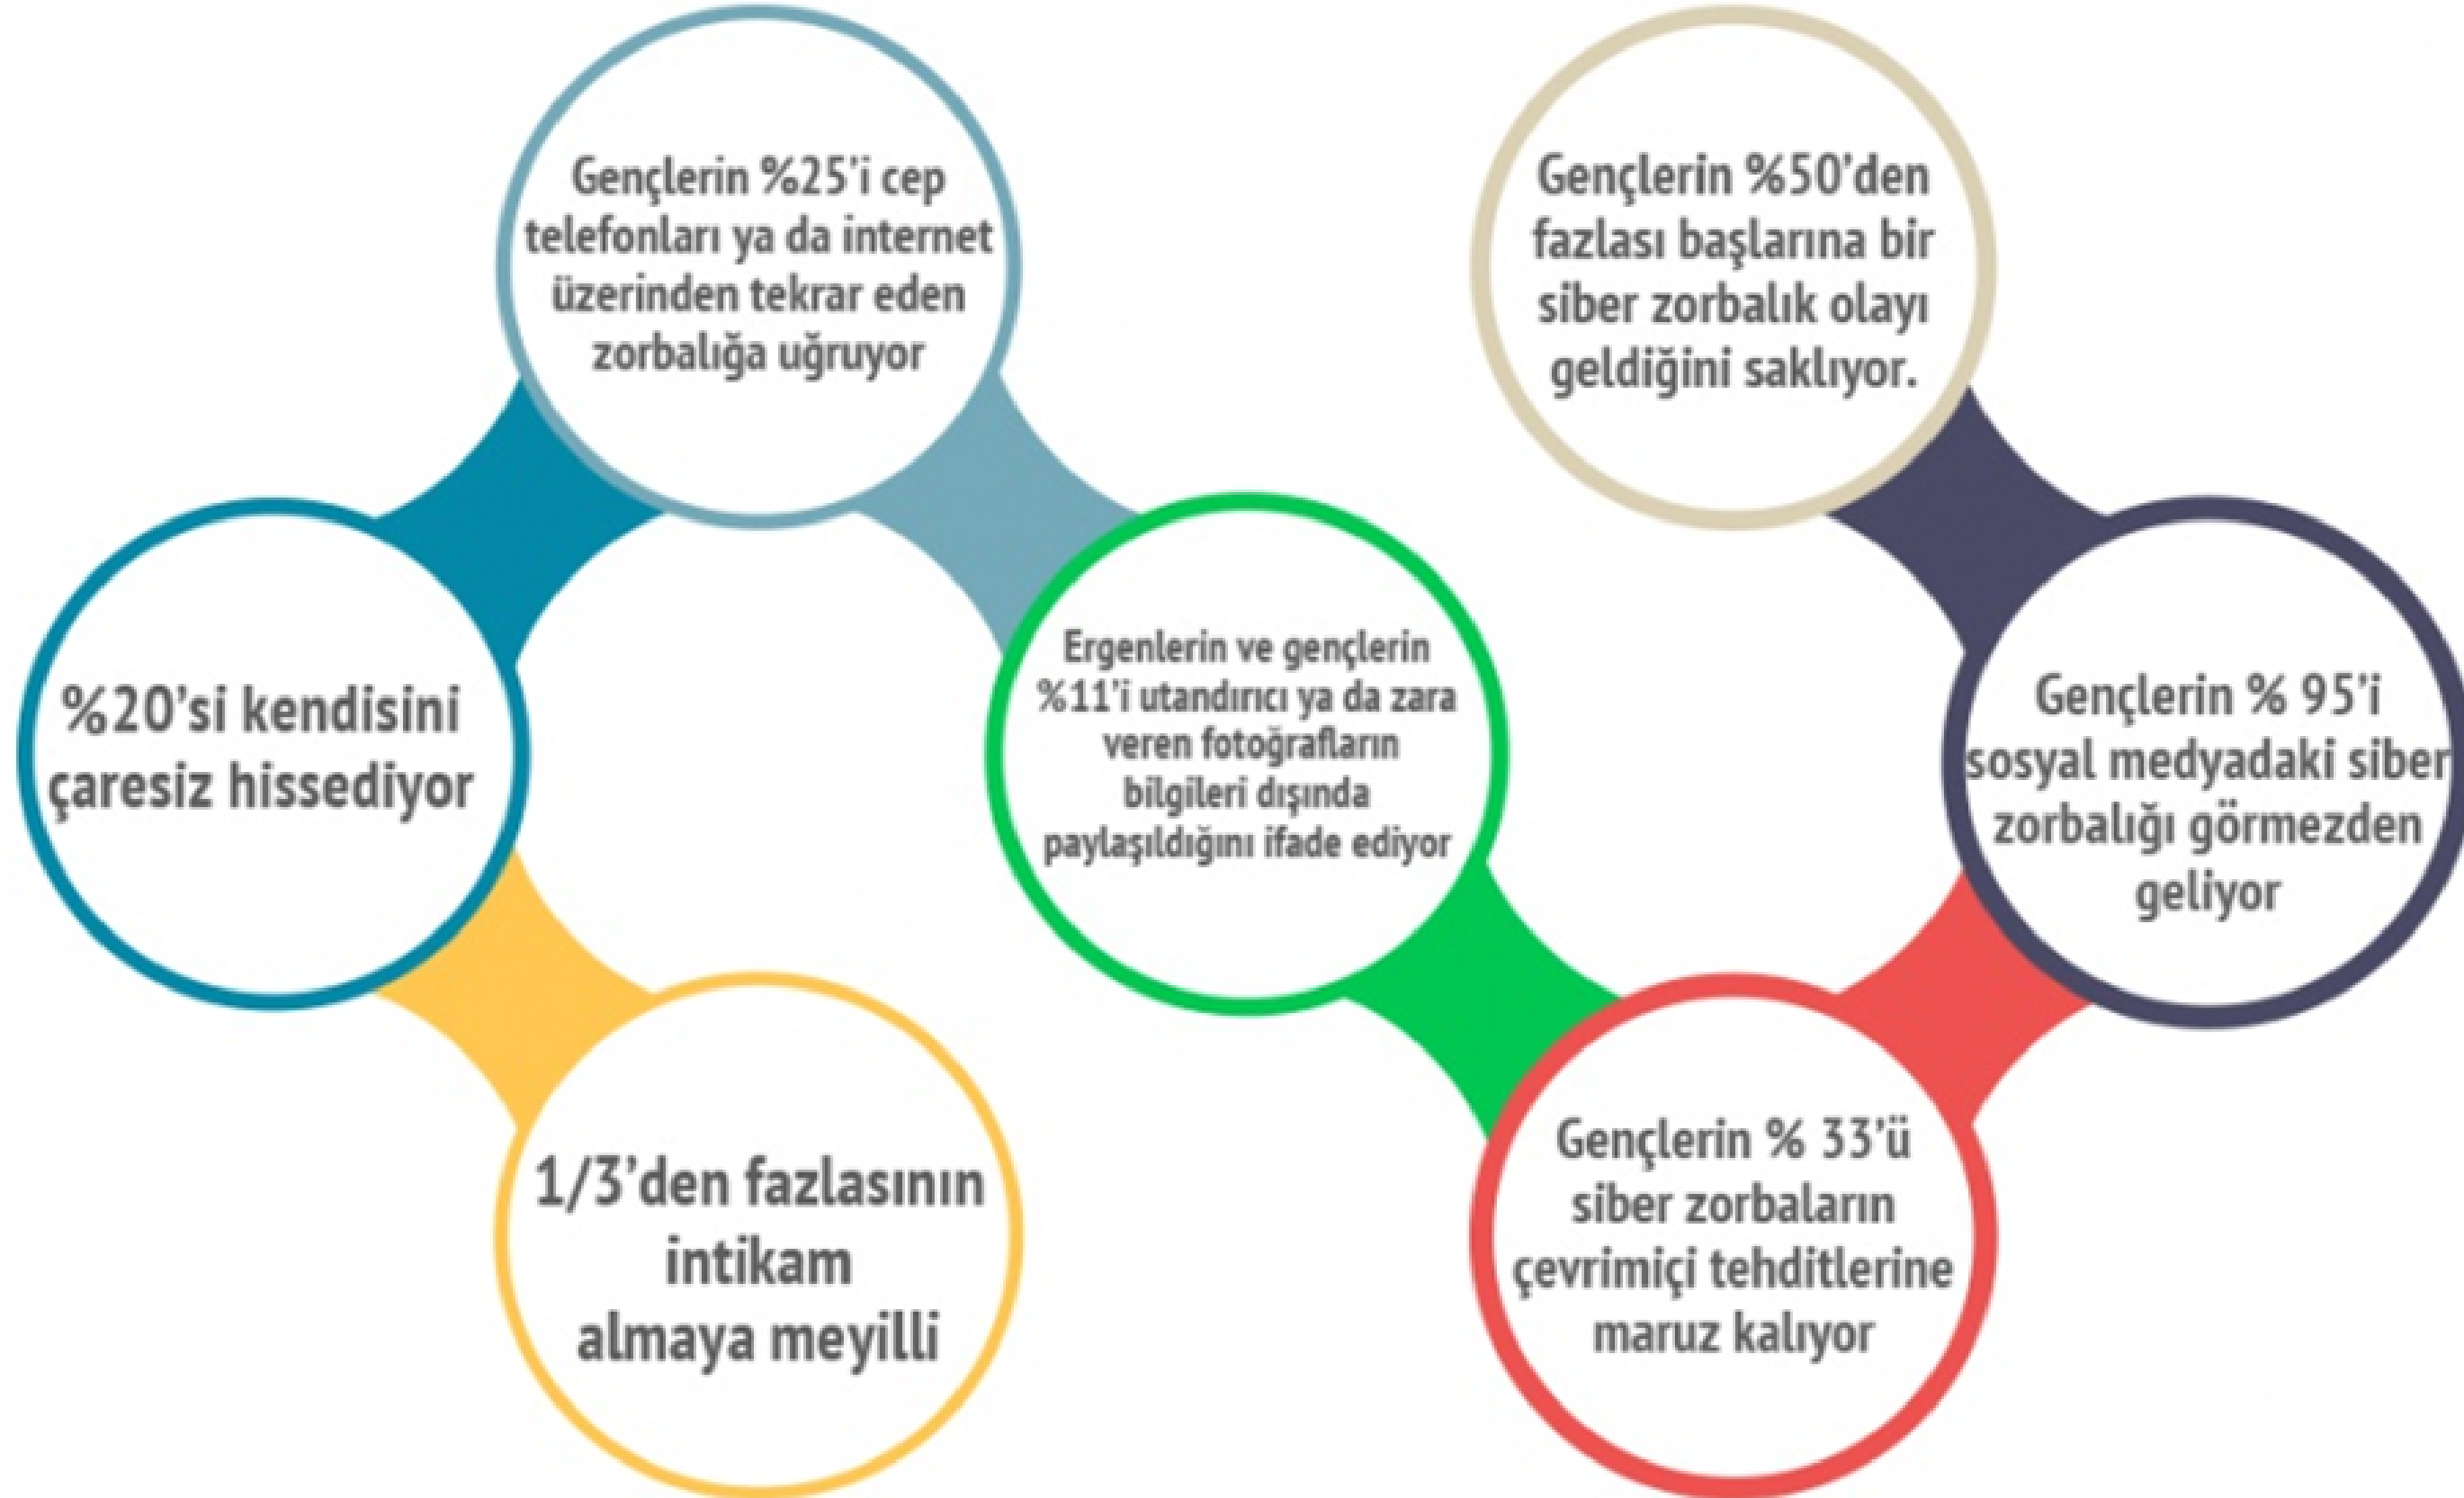 Gençlerin %25'i cep
telefonları ya da internet
üzerinden tekrar eden
zorbalığa uğruyor
Gençlerin %50'den
fazlası başlarına bir
siber zorbalık olayı
geldiğini saklıyor.
%20'si kendisini
çaresiz hissediyor
Ergenlerin ve gençlerin
%11'i utandırıcı ya da zara
veren fotoğrafların
bilgileri dışında
paylaşıldığını ifade ediyor
Gençlerin % 95'i
sosyal medyadaki siber
zorbalığı görmezden
geliyor
1/3'den fazlasının
intikam
almaya meyilli
Gençlerin % 33'ü
siber zorbaların
çevrimiçi tehditlerine
maruz kalıyor